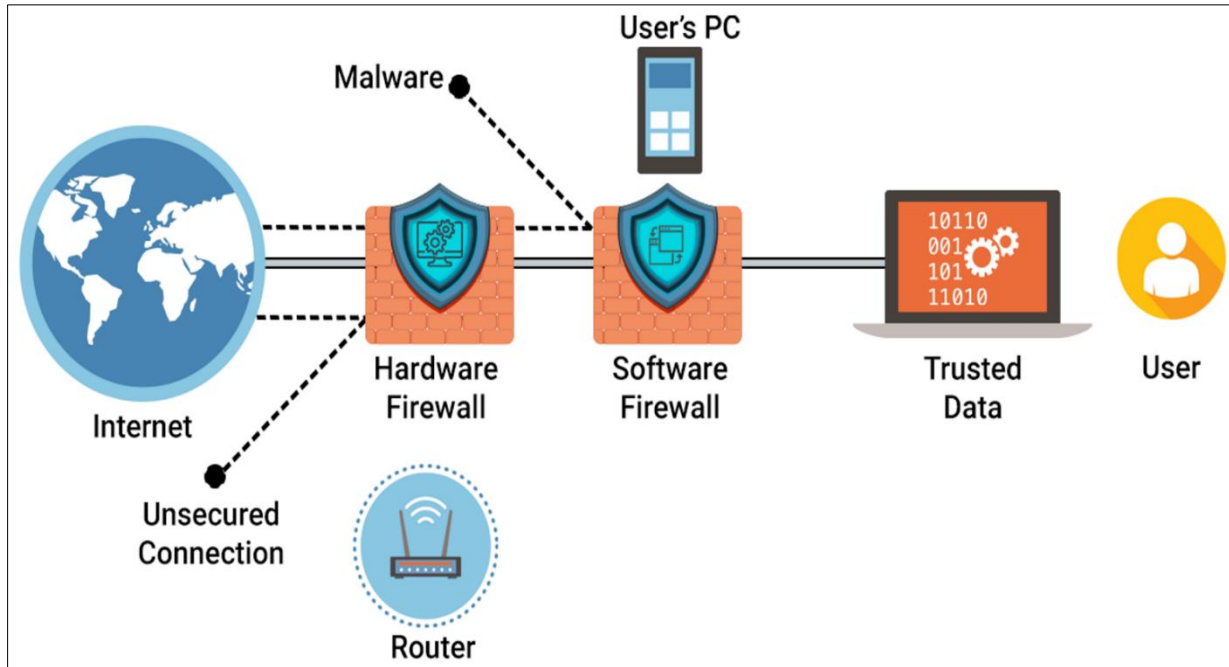 User's PC
Malware
10110
001
101
11010
Hardware
Firewall
Software
Firewall
Trusted
Data
User
Internet
Unsecured
Connection
Router